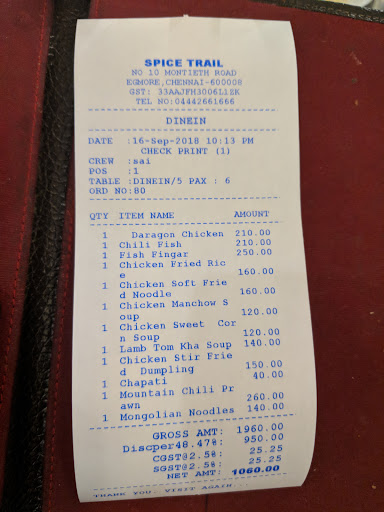 SPICE TRAIL
NO 10 MONTIETH ROAD
EGMORE,CHENNAI-600008
GST: 33AAJFH3006L1ZK
TEL NO:04442661666
DINEIN
DATE :16-Sep-2018 10:13 PM
CHECK PRINT (1)
CREW :sai
POS :1
TABLE :DINEIN/5 PAX : 6
ORD NO:80
QTY ITEM NAME AMOUNT
1 Daragon Chicken 210.00
1 Chili Fish 210.00
1 Fish Fingar 250.00
1 Chicken Fried Ric
e 160.00
1 Chicken Soft Frie
d Noodle 160.00
1 Chicken Manchow S
oup 120.00
1 Chicken Sweet Cor
n Soup 120.00
1 Lamb Tom Kha Soup 140.00
1 Chicken Stir Frie
d Dumpling 150.00
1 Chapati 40.00
1 Mountain Chili Pr
awn 260.00
1 Mongolian Noodles 140.00
GROSS AMT: 1960.00
Discper48.47%: 950.00
CGST@2.5%: 25.25
SGST@2.5%: 25.25
NET AMT: 1060.00
THANK YOU, VISIT AGAIN